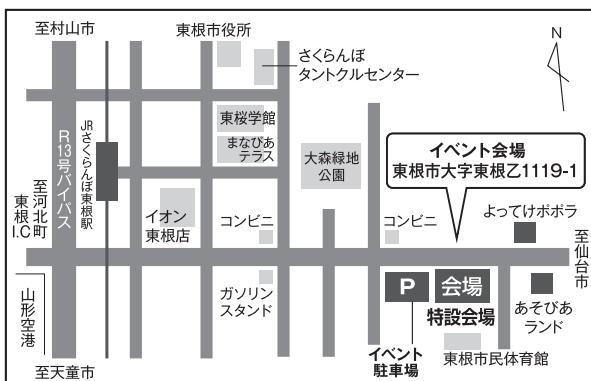 至村山市
東根市役所
N
さくらんぼ
タントクルセンター
JRさくらんぼ東根駅
R13号バイパス
東桜学館
まなびあ
テラス
大森緑地
公園
イベント会場
東根市大字東根乙1119-1
至河北町
東根I.C
イオン
東根店
コンビニ
コンビニ
よってけポポラ
至仙台市
山形空港
ガソリン
スタンド
P
会場
特設会場
あそびあ
ランド
イベント
駐車場
東根市民体育館
至天童市